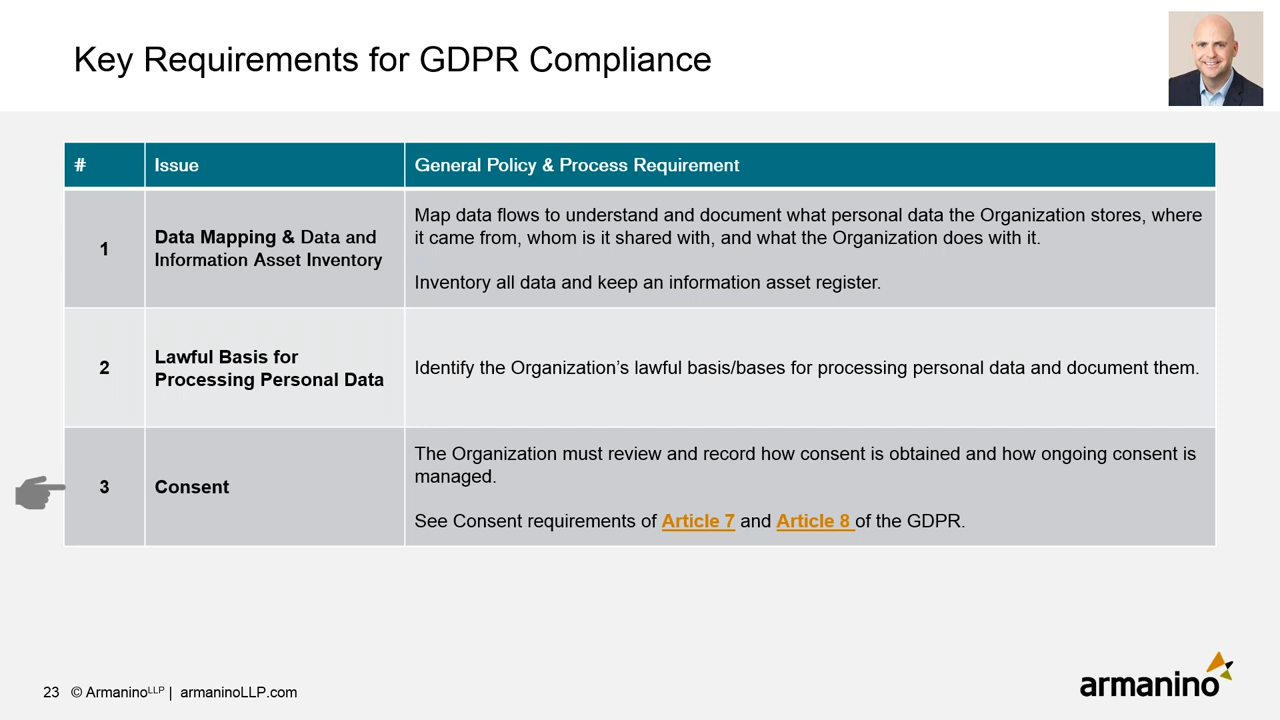 Key Requirements for GDPR Compliance
# Issue General Policy & Process Requirement
1
Data Mapping & Data and
Information Asset Inventory
Map data flows to understand and document what personal data the Organization stores, where
it came from, whom is it shared with, and what the Organization does with it.
Inventory all data and keep an information asset register.
2
Lawful Basis for
Processing Personal Data
Identify the Organization’s lawful basis/bases for processing personal data and document them.
3
Consent
The Organization must review and record how consent is obtained and how ongoing consent is
managed.
See Consent requirements of Article 7 and Article 8 of the GDPR.
23 © ArmaninoLLP | armaninoLLP.com
armanino